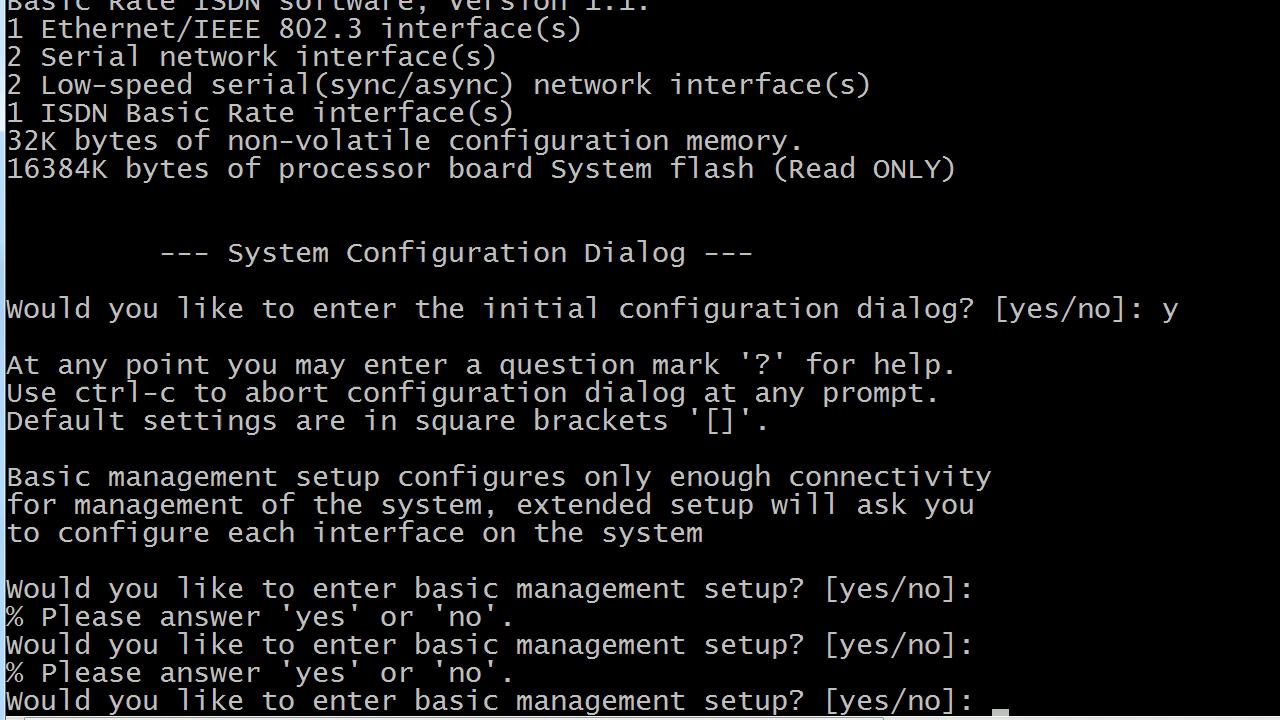 Basic Rate ISDN software, Version 1.1.
1 Ethernet/IEEE 802.3 interface(s)
2 Serial network interface(s)
2 Low-speed serial(sync/async) network interface(s)
1 ISDN Basic Rate interface(s)
32K bytes of non-volatile configuration memory.
16384K bytes of processor board System flash (Read ONLY)
--- System Configuration Dialog ---
Would you like to enter the initial configuration dialog? [yes/no]: y
At any point you may enter a question mark '?' for help.
Use ctrl-c to abort configuration dialog at any prompt.
Default settings are in square brackets '[]'.
Basic management setup configures only enough connectivity
for management of the system, extended setup will ask you
to configure each interface on the system
Would you like to enter basic management setup? [yes/no]:
% Please answer 'yes' or 'no'.
Would you like to enter basic management setup? [yes/no]:
% Please answer 'yes' or 'no'.
Would you like to enter basic management setup? [yes/no]: